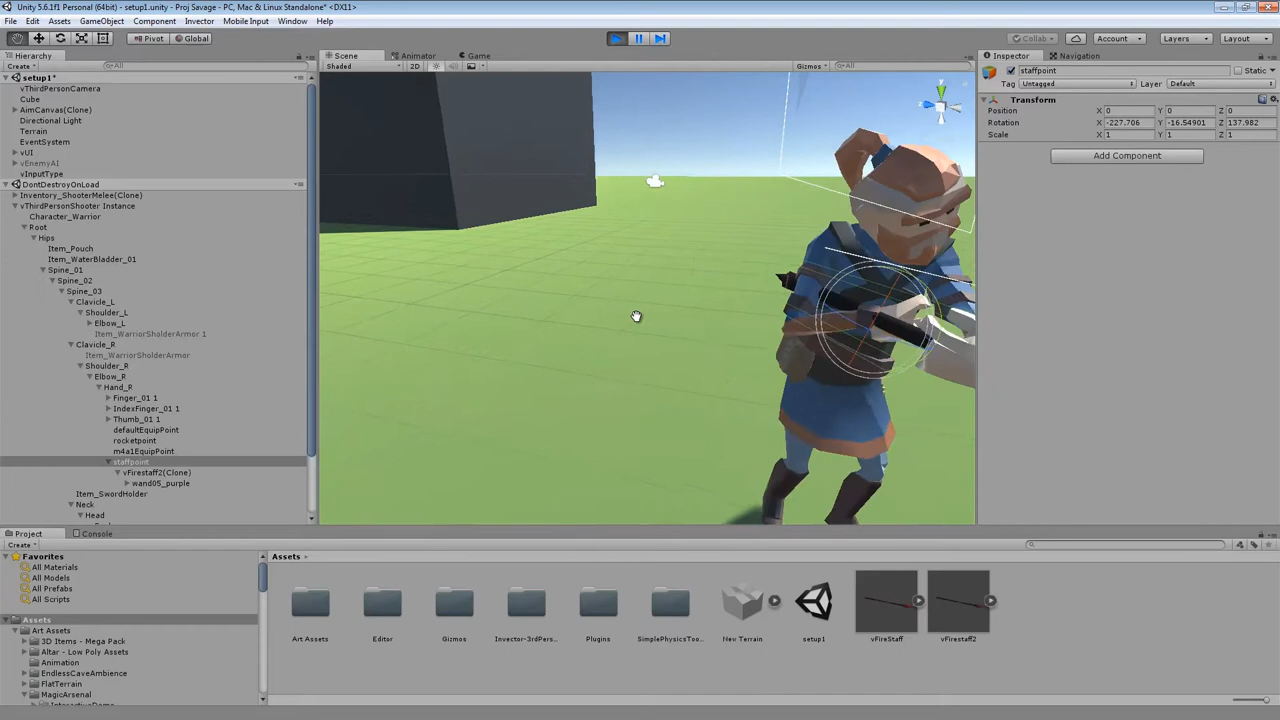 Unity 5.6.1f1 Personal (64bit) - setup1.unity - Proj Savage - PC, Mac & Linux Standalone* <DX11>
File Edit Assets GameObject Component Invector Mobile Input Window Help
Pivot Global Collab Account Layers Layout
Hierarchy Scene Animator Game Inspector Navigation
Create All Shaded 2D Gizmos All
staffpoint Static
Tag Untagged Layer Default
Transform
Position X 0 Y 0 Z 0
Rotation X -227.706 Y -16.54901 Z 137.982
Scale X 1 Y 1 Z 1
Add Component
setup1*
vThirdPersonCamera
Cube
AimCanvas(Clone)
Directional Light
Terrain
EventSystem
vUI
vEnemyAI
vInputType
DontDestroyOnLoad
Inventory_ShooterMelee(Clone)
vThirdPersonShooter Instance
Character_Warrior
Root
Hips
Item_Pouch
Item_WaterBladder_01
Spine_01
Spine_02
Spine_03
Clavicle_L
Shoulder_L
Elbow_L
Item_WarriorSholderArmor 1
Clavicle_R
Item_WarriorSholderArmor
Shoulder_R
Elbow_R
Hand_R
Finger_01 1
IndexFinger_01 1
Thumb_01 1
defaultEquipPoint
rocketpoint
m4a1EquipPoint
staffpoint
vFirestaff2(Clone)
wand05_purple
Item_SwordHolder
Neck
Head
Project Console
Create
Favorites
All Materials
All Models
All Prefabs
All Scripts
Assets
Art Assets
3D Items - Mega Pack
Altar - Low Poly Assets
Animation
EndlessCaveAmbience
FlatTerrain
MagicArsenal
Assets
Art Assets Editor Gizmos Invector-3rdPers... Plugins SimplePhysicsToo... New Terrain setup1 vFireStaff vFirestaff2